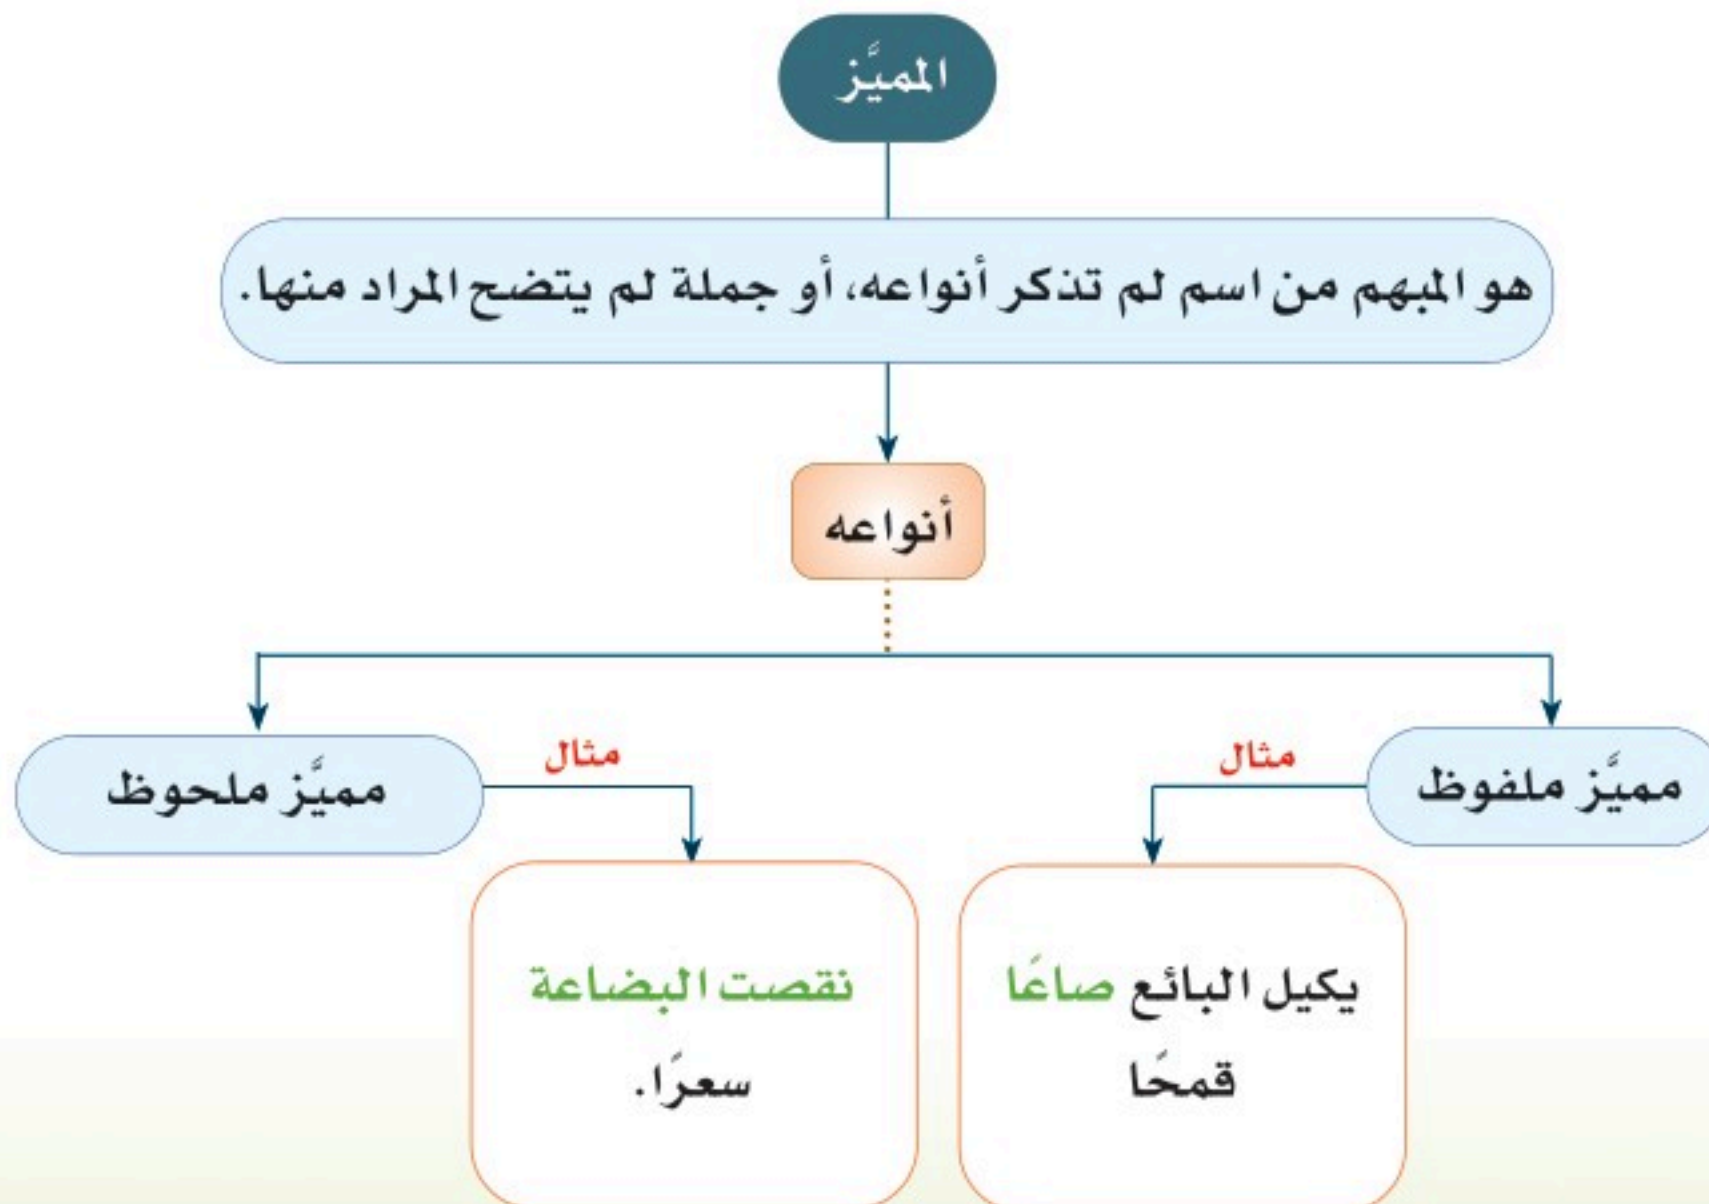 المميَّز
هو المبهم من اسم لم تذكر أنواعه، أو جملة لم يتضح المراد منها.
أنواعه
مميَّز ملفوظ
مثال
يكيل البائع صاعًا
قمحًا
مميَّز ملحوظ
مثال
نقصت البضاعة
سعرًا.